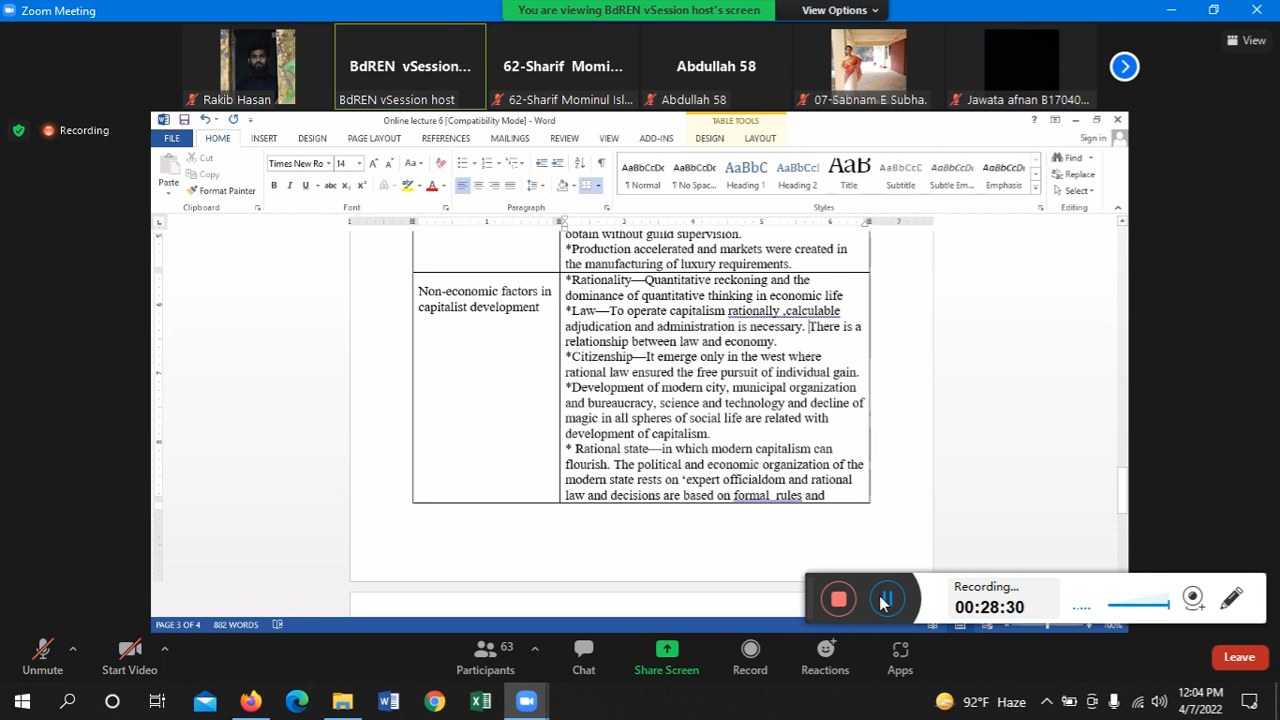 Zoom Meeting
You are viewing BdREN vSession host's screen
View Options
BdREN vSession...
62-Sharif Momi...
Abdullah 58
View
Rakib Hasan
BdREN vSession host
62-Sharif Mominul Isl...
Abdullah 58
07-Sabnam E Subha.
Jawata afnan B17040...
Recording
Online lecture 6 [Compatibility Mode] - Word
TABLE TOOLS
FILE HOME INSERT DESIGN PAGE LAYOUT REFERENCES MAILINGS REVIEW VIEW ADD-INS DESIGN LAYOUT
Sign in
Paste
Cut
Copy
Format Painter
Times New Ro
14
AaBbCcDc AaBbCcDc AaBbC AaBbCc AaB AaBbCcD AaBbCcDc AaBbCcDc
¶ Normal ¶ No Spac... Heading 1 Heading 2 Title Subtitle Subtle Em... Emphasis
Find
Replace
Select
Clipboard Font Paragraph Styles Editing
obtain without guild supervision.
*Production accelerated and markets were created in
the manufacturing of luxury requirements.
Non-economic factors in
capitalist development
*Rationality—Quantitative reckoning and the
dominance of quantitative thinking in economic life
*Law—To operate capitalism rationally ,calculable
adjudication and administration is necessary. There is a
relationship between law and economy.
*Citizenship—It emerge only in the west where
rational law ensured the free pursuit of individual gain.
*Development of modern city, municipal organization
and bureaucracy, science and technology and decline of
magic in all spheres of social life are related with
development of capitalism.
* Rational state—in which modern capitalism can
flourish. The political and economic organization of the
modern state rests on ‘expert officialdom and rational
law and decisions are based on formal  rules and
Recording...
00:28:30
PAGE 3 OF 4 882 WORDS
100%
Unmute
Start Video
63
Participants
Chat
Share Screen
Record
Reactions
Apps
Leave
92°F Haze
12:04 PM
4/7/2022